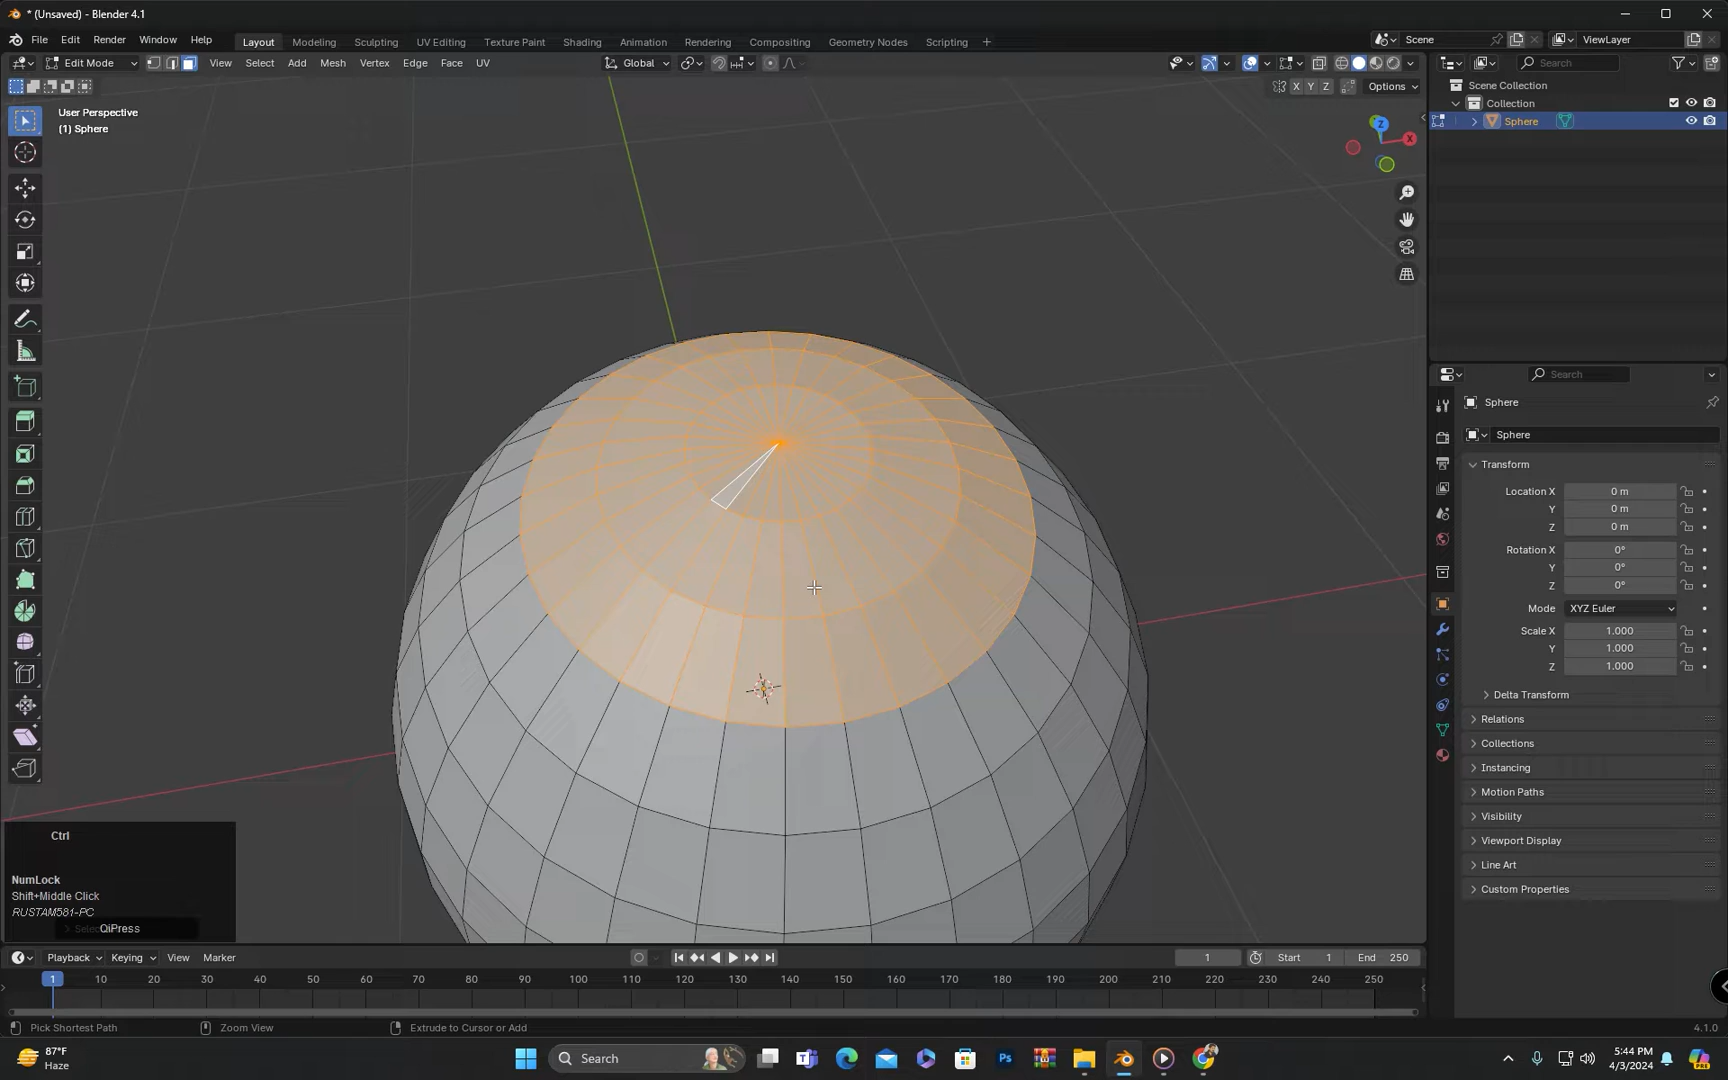 * (Unsaved) - Blender 4.1
File Edit Render Window Help
Layout Modeling Sculpting UV Editing Texture Paint Shading Animation Rendering Compositing Geometry Nodes Scripting +
Scene
ViewLayer
Edit Mode
View Select Add Mesh Vertex Edge Face UV
Global
Search
X Y Z
Options
User Perspective
(1) Sphere
Z
X
Scene Collection
Collection
Sphere
Search
Sphere
Sphere
Transform
Location X 0 m
Y 0 m
Z 0 m
Rotation X 0°
Y 0°
Z 0°
Mode XYZ Euler
Scale X 1.000
Y 1.000
Z 1.000
Delta Transform
Relations
Collections
Instancing
Motion Paths
Visibility
Viewport Display
Line Art
Custom Properties
Ctrl
NumLock
Shift+Middle Click
RUSTAM581-PC
QiPress
Playback Keying View Marker
1 Start 1 End 250
1 10 20 30 40 50 60 70 80 90 100 110 120 130 140 150 160 170 180 190 200 210 220 230 240 250
Pick Shortest Path Zoom View Extrude to Cursor or Add 4.1.0
87°F
Haze
Search
Ps
PRE
5:44 PM
4/3/2024